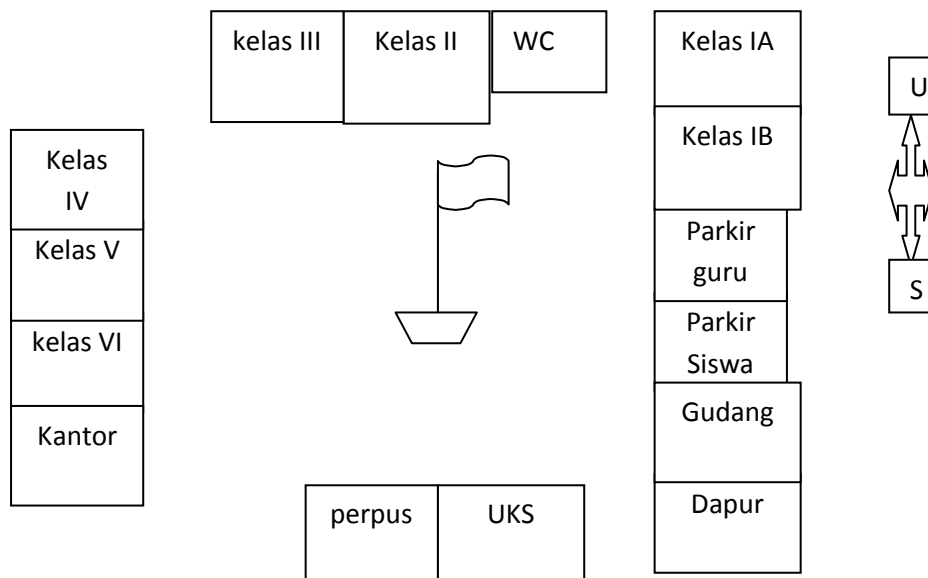 kelas III
Kelas II
WC
Kelas IA
U
Kelas IB
Kelas
IV
Parkir
guru
Kelas V
S
kelas VI
Parkir
Siswa
Gudang
Kantor
perpus
UKS
Dapur